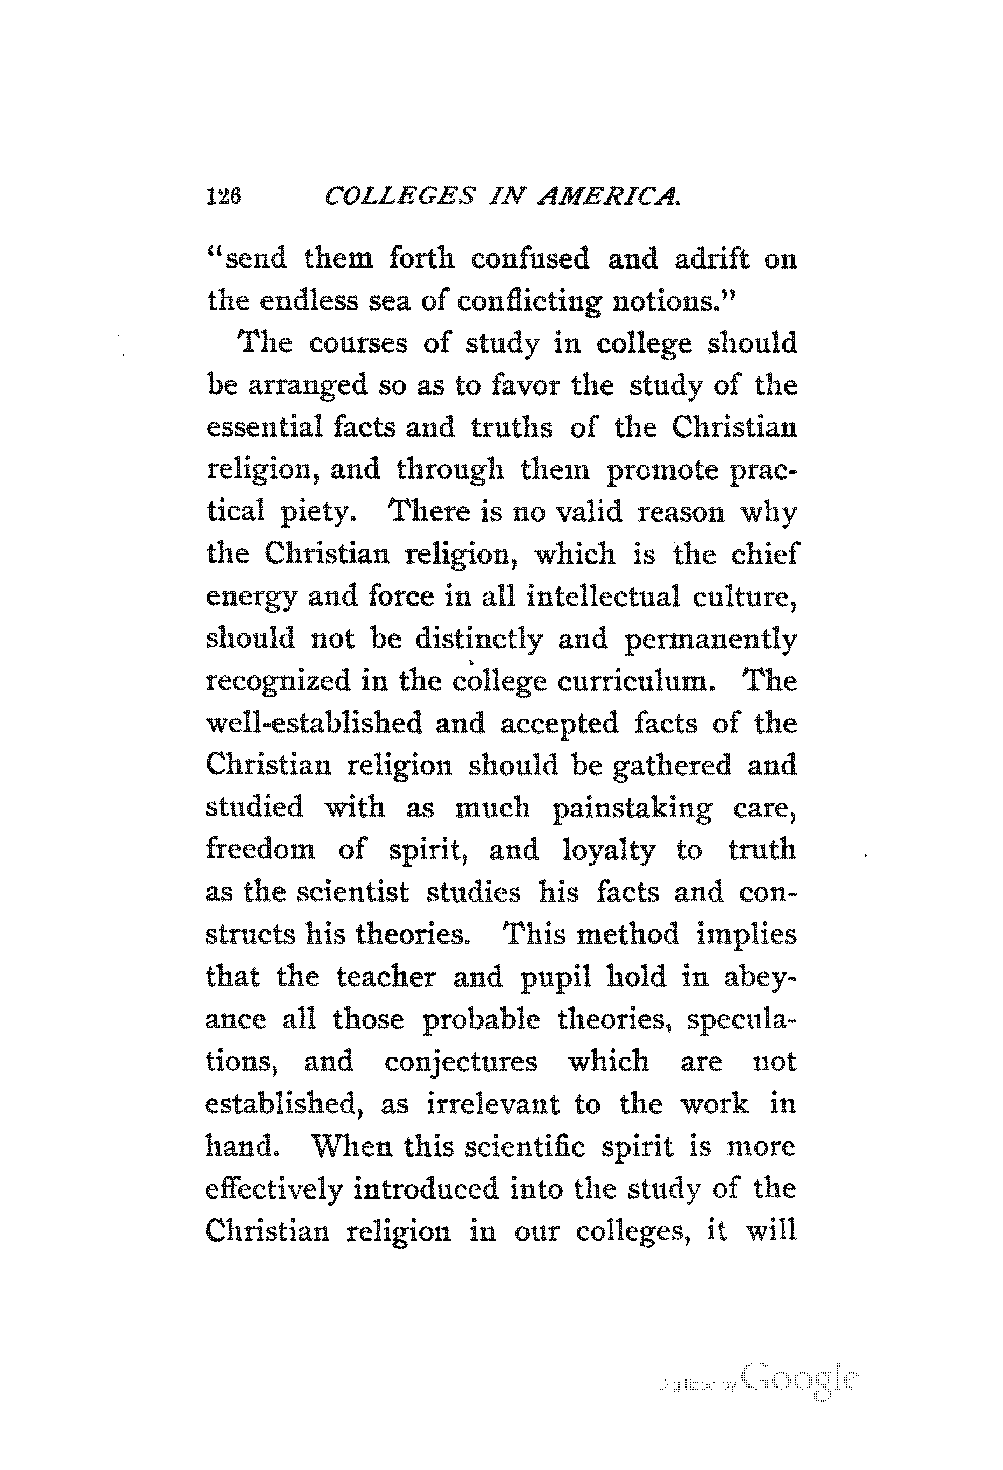 126 COLLEGES IN AMERICA.
“send them forth confused and adrift on
the endless sea of conflicting notions.”
The courses of study in college should
be arranged so as to favor the study of the
essential facts and truths of the Christian
religion, and through them promote prac-
tical piety. There is no valid reason why
the Christian religion, which is the chief
energy and force in all intellectual culture,
should not be distinctly and permanently
recognized in the college curriculum. The
well-established and accepted facts of the
Christian religion should be gathered and
studied with as much painstaking care,
freedom of spirit, and loyalty to truth
as the scientist studies his facts and con-
structs his theories. This method implies
that the teacher and pupil hold in abey-
ance all those probable theories, specula-
tions, and conjectures which are not
established, as irrelevant to the work in
hand. When this scientific spirit is more
effectively introduced into the study of the
Christian religion in our colleges, it will
Digitized by Google